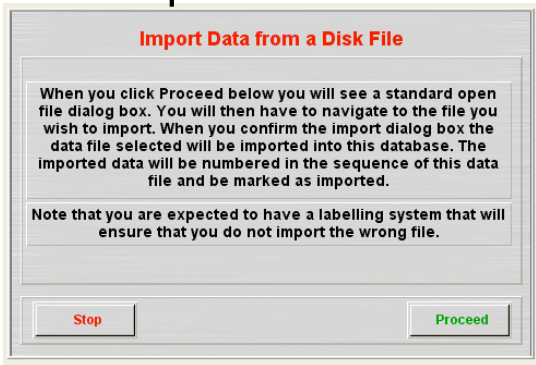 Import Data from a Disk File
When you click Proceed below you will see a standard open
file dialog box. You will then have to navigate to the file you
wish to import. When you confirm the import dialog box the
data file selected will be imported into this database. The
imported data will be numbered in the sequence of this data
file and be marked as imported.
Note that you are expected to have a labelling system that will
ensure that you do not import the wrong file.
Stop
Proceed